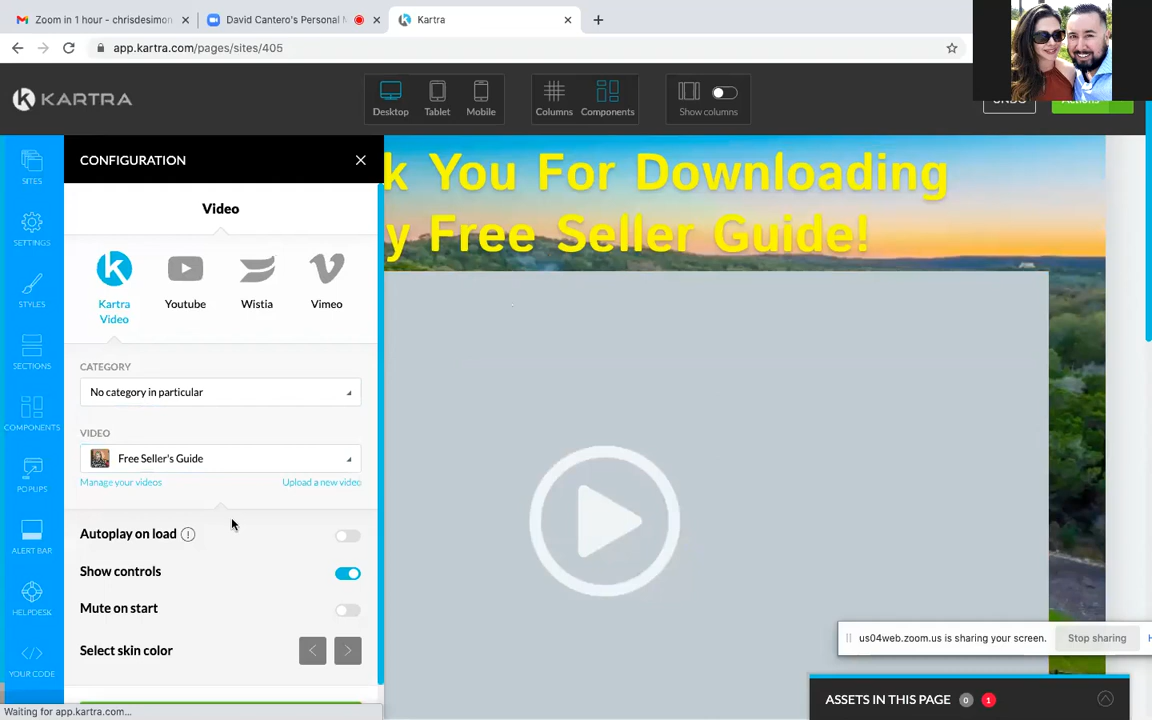 Zoom in 1 hour - chrisdesimon
David Cantero's Personal M
Kartra
app.kartra.com/pages/sites/405
KARTRA
Desktop
Tablet
Mobile
Columns
Components
Show columns
UNDO
Actions
SITES
SETTINGS
STYLES
SECTIONS
COMPONENTS
POPUPS
ALERT BAR
HELPDESK
YOUR CODE
CONFIGURATION
Video
Kartra
Video
Youtube
Wistia
Vimeo
CATEGORY
No category in particular
VIDEO
Free Seller's Guide
Manage your videos
Upload a new video
Autoplay on load
Show controls
Mute on start
Select skin color
k You For Downloading
y Free Seller Guide!
us04web.zoom.us is sharing your screen.
Stop sharing
H
ASSETS IN THIS PAGE 0 1
Waiting for app.kartra.com...